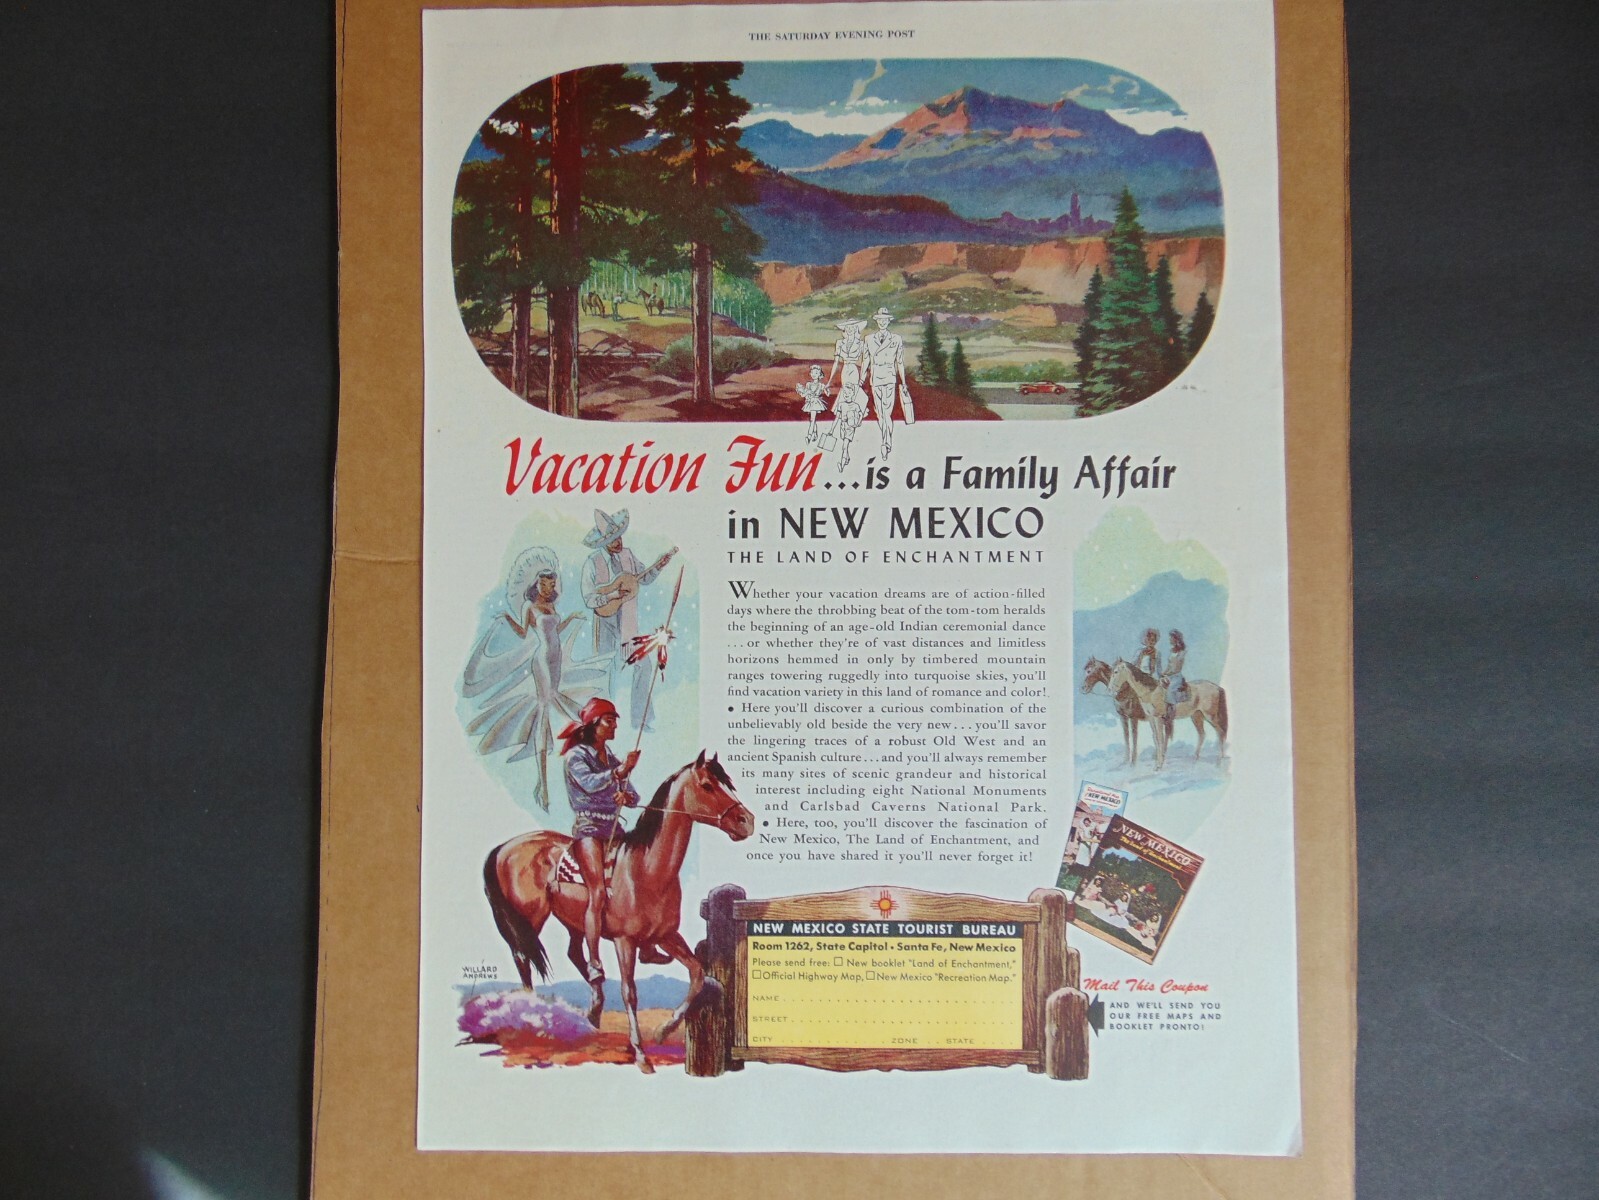 THE SATURDAY EVENING POST
Vacation Fun...is a Family Affair
in NEW MEXICO
THE LAND OF ENCHANTMENT
Whether your vacation dreams are of action-filled
days where the throbbing beat of the tom-tom heralds
the beginning of an age-old Indian ceremonial dance
...or whether they're of vast distances and limitless
horizons hemmed in only by timbered mountain
ranges towering ruggedly into turquoise skies, you'll
find vacation variety in this land of romance and color!
• Here you'll discover a curious combination of the
unbelievably old beside the very new...you'll savor
the lingering traces of a robust Old West and an
ancient Spanish culture...and you'll always remember
its many sites of scenic grandeur and historical
interest including eight National Monuments
and Carlsbad Caverns National Park.
• Here, too, you'll discover the fascination of
New Mexico, The Land of Enchantment, and
once you have shared it you'll never forget it!
NEW MEXICO
NEW MEXICO
The Land of Enchantment
NEW MEXICO STATE TOURIST BUREAU
Room 1262, State Capitol • Santa Fe, New Mexico
Please send free: ☐ New booklet "Land of Enchantment,"
☐ Official Highway Map, ☐ New Mexico "Recreation Map."
NAME
STREET
CITY ZONE STATE
Mail This Coupon
AND WE'LL SEND YOU
OUR FREE MAPS AND
BOOKLET PRONTO!
WILLARD
ANDREWS